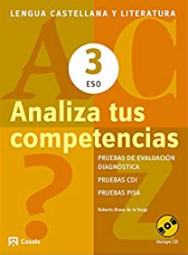 LENGUA CASTELLANA Y LITERATURA
AC
3
ESO
Analiza tus
competencias
? Z
PRUEBAS DE EVALUACIÓN
DIAGNÓSTICA
PRUEBAS CDI
PRUEBAS PISA
Roberto Bravo de la Varga
Casals
Incluye CD